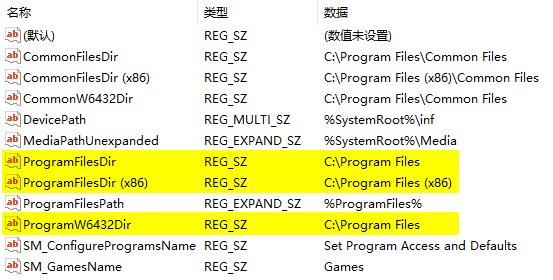 名称 类型 数据
(默认) REG_SZ (数值未设置)
CommonFilesDir REG_SZ C:\Program Files\Common Files
CommonFilesDir (x86) REG_SZ C:\Program Files (x86)\Common Files
CommonW6432Dir REG_SZ C:\Program Files\Common Files
DevicePath REG_MULTI_SZ %SystemRoot%\inf
MediaPathUnexpanded REG_EXPAND_SZ %SystemRoot%\Media
ProgramFilesDir REG_SZ C:\Program Files
ProgramFilesDir (x86) REG_SZ C:\Program Files (x86)
ProgramFilesPath REG_EXPAND_SZ %ProgramFiles%
ProgramW6432Dir REG_SZ C:\Program Files
SM_ConfigureProgramsName REG_SZ Set Program Access and Defaults
SM_GamesName REG_SZ Games